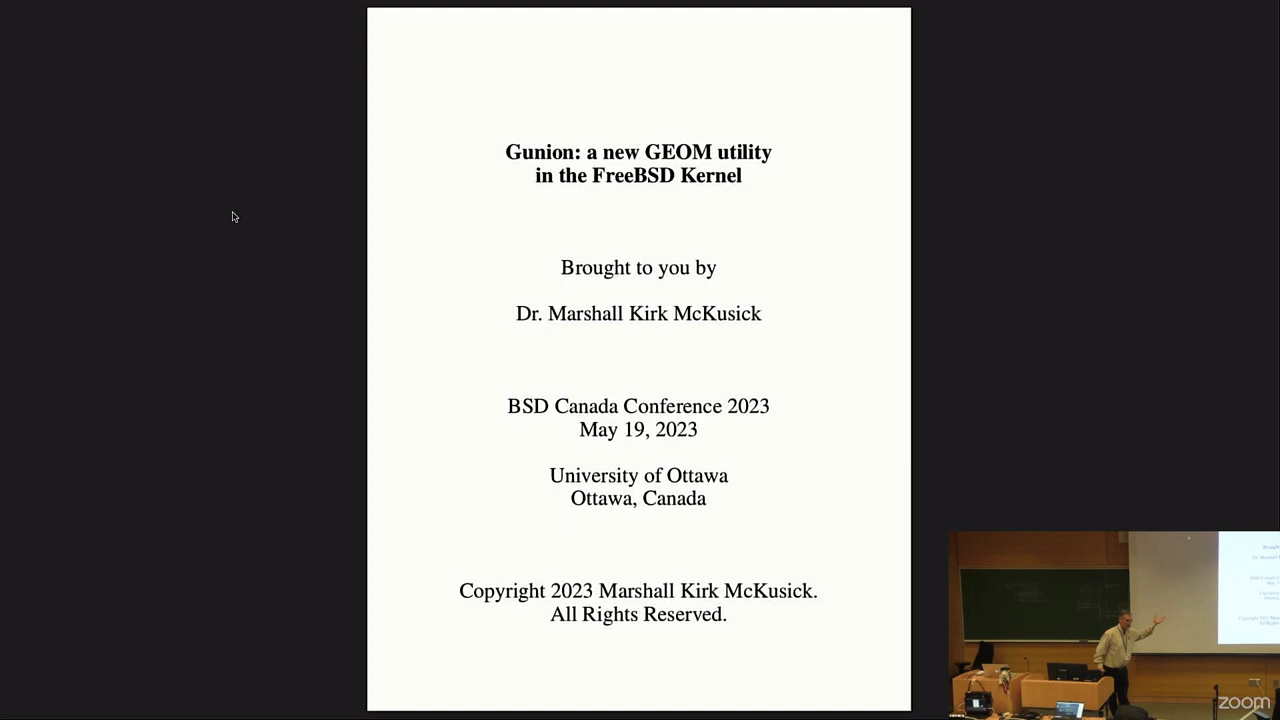 Gunion: a new GEOM utility
in the FreeBSD Kernel
Brought to you by
Dr. Marshall Kirk McKusick
BSD Canada Conference 2023
May 19, 2023
University of Ottawa
Ottawa, Canada
Copyright 2023 Marshall Kirk McKusick.
All Rights Reserved.
zoom